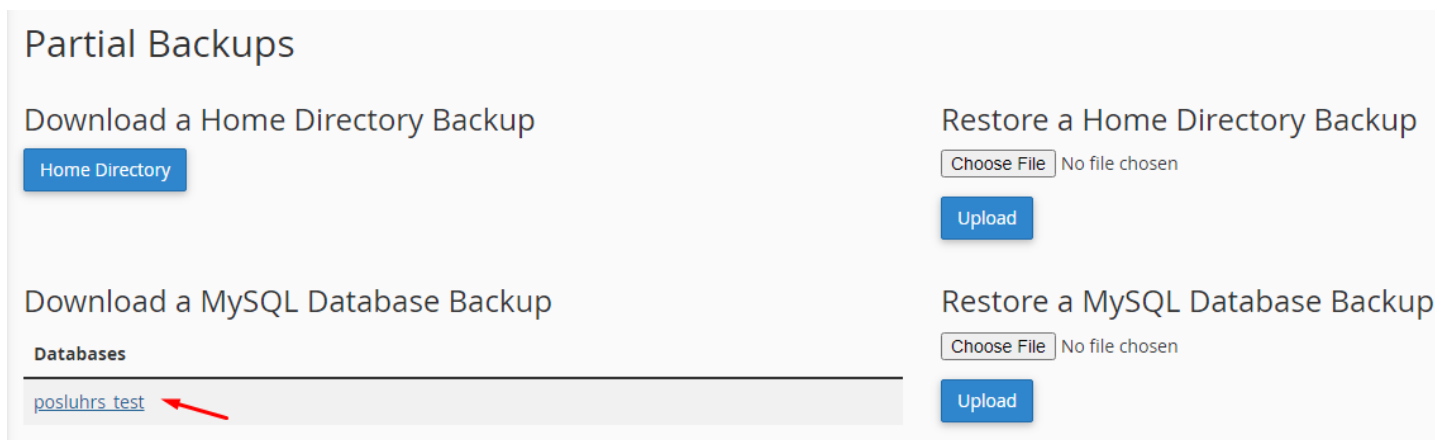 Partial Backups
Download a Home Directory Backup
Home Directory
Restore a Home Directory Backup
Choose File No file chosen
Upload
Download a MySQL Database Backup
Databases
posluhrs_test
Restore a MySQL Database Backup
Choose File No file chosen
Upload